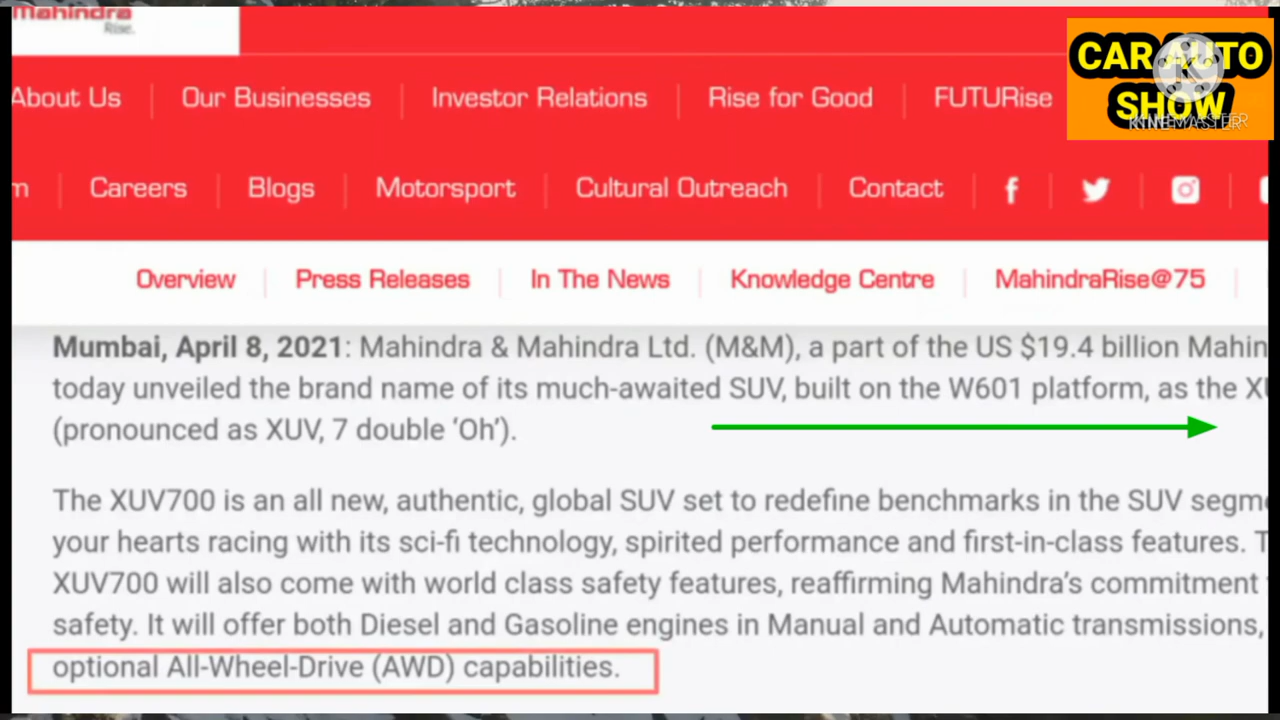 Mahindra
Rise.
CAR AUTO
SHOW
KINEMASTER
About Us
Our Businesses
Investor Relations
Rise for Good
FUTURise
m
Careers
Blogs
Motorsport
Cultural Outreach
Contact
Overview
Press Releases
In The News
Knowledge Centre
MahindraRise@75
Mumbai, April 8, 2021: Mahindra & Mahindra Ltd. (M&M), a part of the US $19.4 billion Mahin
today unveiled the brand name of its much-awaited SUV, built on the W601 platform, as the XU
(pronounced as XUV, 7 double ‘Oh’).
The XUV700 is an all new, authentic, global SUV set to redefine benchmarks in the SUV segme
your hearts racing with its sci-fi technology, spirited performance and first-in-class features. T
XUV700 will also come with world class safety features, reaffirming Mahindra’s commitment
safety. It will offer both Diesel and Gasoline engines in Manual and Automatic transmissions,
optional All-Wheel-Drive (AWD) capabilities.